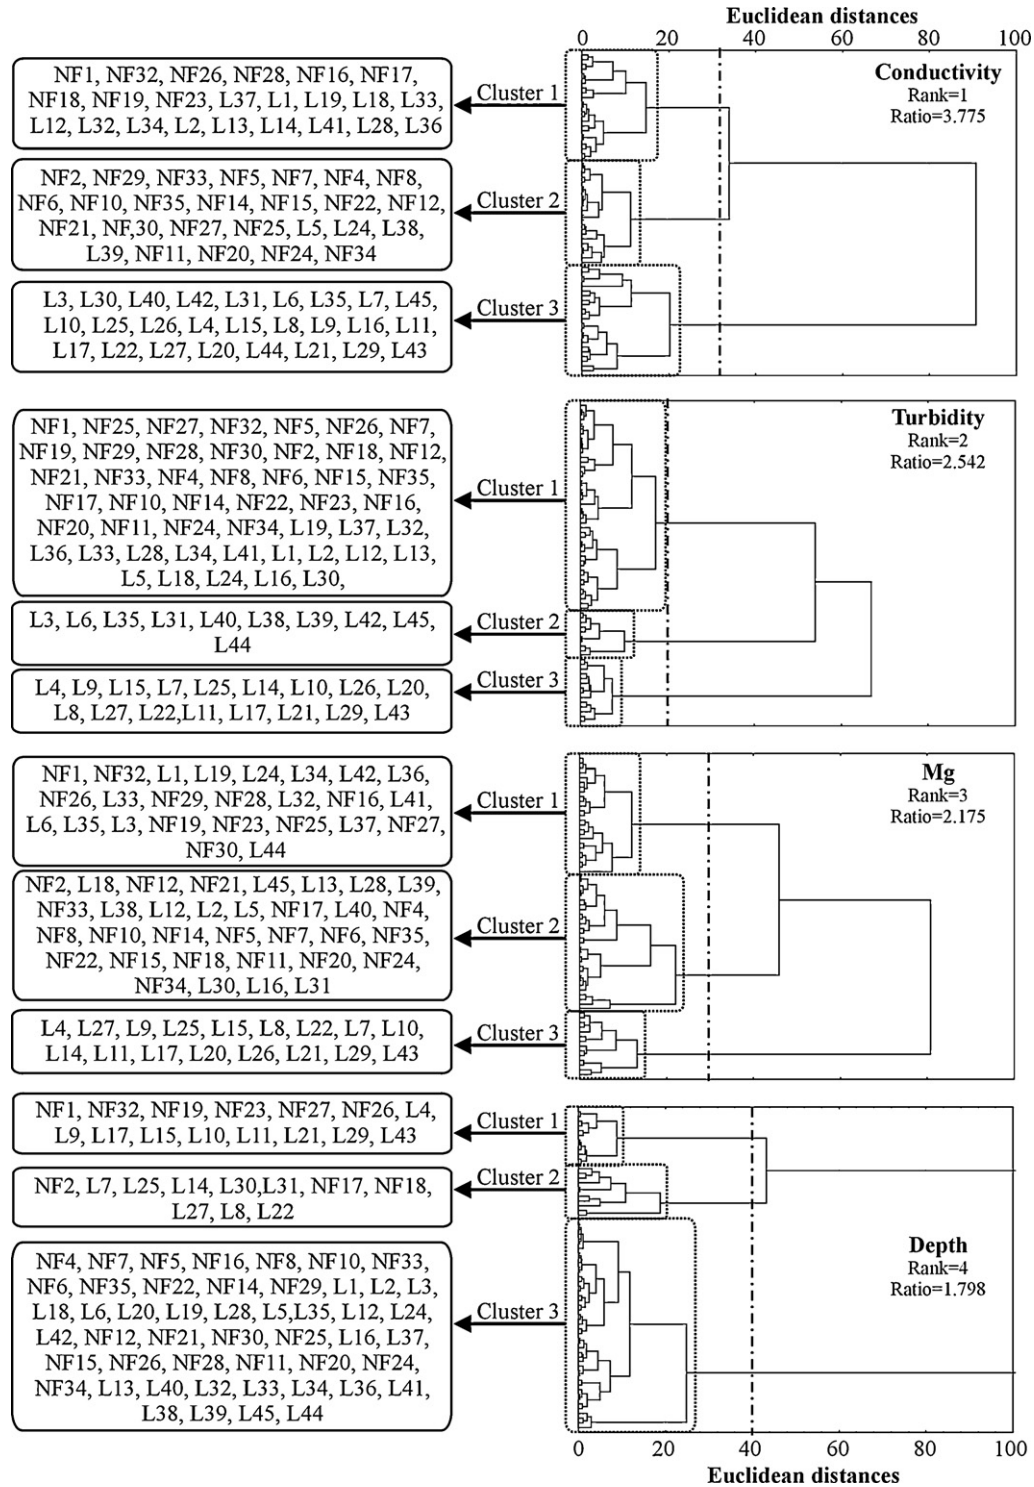 Euclidean distances
0 20 40 60 80 100
NF1, NF32, NF26, NF28, NF16, NF17,
NF18, NF19, NF23, L37, L1, L19, L18, L33,
L12, L32, L34, L2, L13, L14, L41, L28, L36
Cluster 1
Conductivity
Rank=1
Ratio=3.775
NF2, NF29, NF33, NF5, NF7, NF4, NF8,
NF6, NF10, NF35, NF14, NF15, NF22, NF12,
NF21, NF,30, NF27, NF25, L5, L24, L38,
L39, NF11, NF20, NF24, NF34
Cluster 2
L3, L30, L40, L42, L31, L6, L35, L7, L45,
L10, L25, L26, L4, L15, L8, L9, L16, L11,
L17, L22, L27, L20, L44, L21, L29, L43
Cluster 3
NF1, NF25, NF27, NF32, NF5, NF26, NF7,
NF19, NF29, NF28, NF30, NF2, NF18, NF12,
NF21, NF33, NF4, NF8, NF6, NF15, NF35,
NF17, NF10, NF14, NF22, NF23, NF16,
NF20, NF11, NF24, NF34, L19, L37, L32,
L36, L33, L28, L34, L41, L1, L2, L12, L13,
L5, L18, L24, L16, L30,
Cluster 1
Turbidity
Rank=2
Ratio=2.542
L3, L6, L35, L31, L40, L38, L39, L42, L45,
L44
Cluster 2
L4, L9, L15, L7, L25, L14, L10, L26, L20,
L8, L27, L22,L11, L17, L21, L29, L43
Cluster 3
NF1, NF32, L1, L19, L24, L34, L42, L36,
NF26, L33, NF29, NF28, L32, NF16, L41,
L6, L35, L3, NF19, NF23, NF25, L37, NF27,
NF30, L44
Cluster 1
Mg
Rank=3
Ratio=2.175
NF2, L18, NF12, NF21, L45, L13, L28, L39,
NF33, L38, L12, L2, L5, NF17, L40, NF4,
NF8, NF10, NF14, NF5, NF7, NF6, NF35,
NF22, NF15, NF18, NF11, NF20, NF24,
NF34, L30, L16, L31
Cluster 2
L4, L27, L9, L25, L15, L8, L22, L7, L10,
L14, L11, L17, L20, L26, L21, L29, L43
Cluster 3
NF1, NF32, NF19, NF23, NF27, NF26, L4,
L9, L17, L15, L10, L11, L21, L29, L43
Cluster 1
NF2, L7, L25, L14, L30,L31, NF17, NF18,
L27, L8, L22
Cluster 2
NF4, NF7, NF5, NF16, NF8, NF10, NF33,
NF6, NF35, NF22, NF14, NF29, L1, L2, L3,
L18, L6, L20, L19, L28, L5,L35, L12, L24,
L42, NF12, NF21, NF30, NF25, L16, L37,
NF15, NF26, NF28, NF11, NF20, NF24,
NF34, L13, L40, L32, L33, L34, L36, L41,
L38, L39, L45, L44
Cluster 3
Depth
Rank=4
Ratio=1.798
0 20 40 60 80 100
Euclidean distances